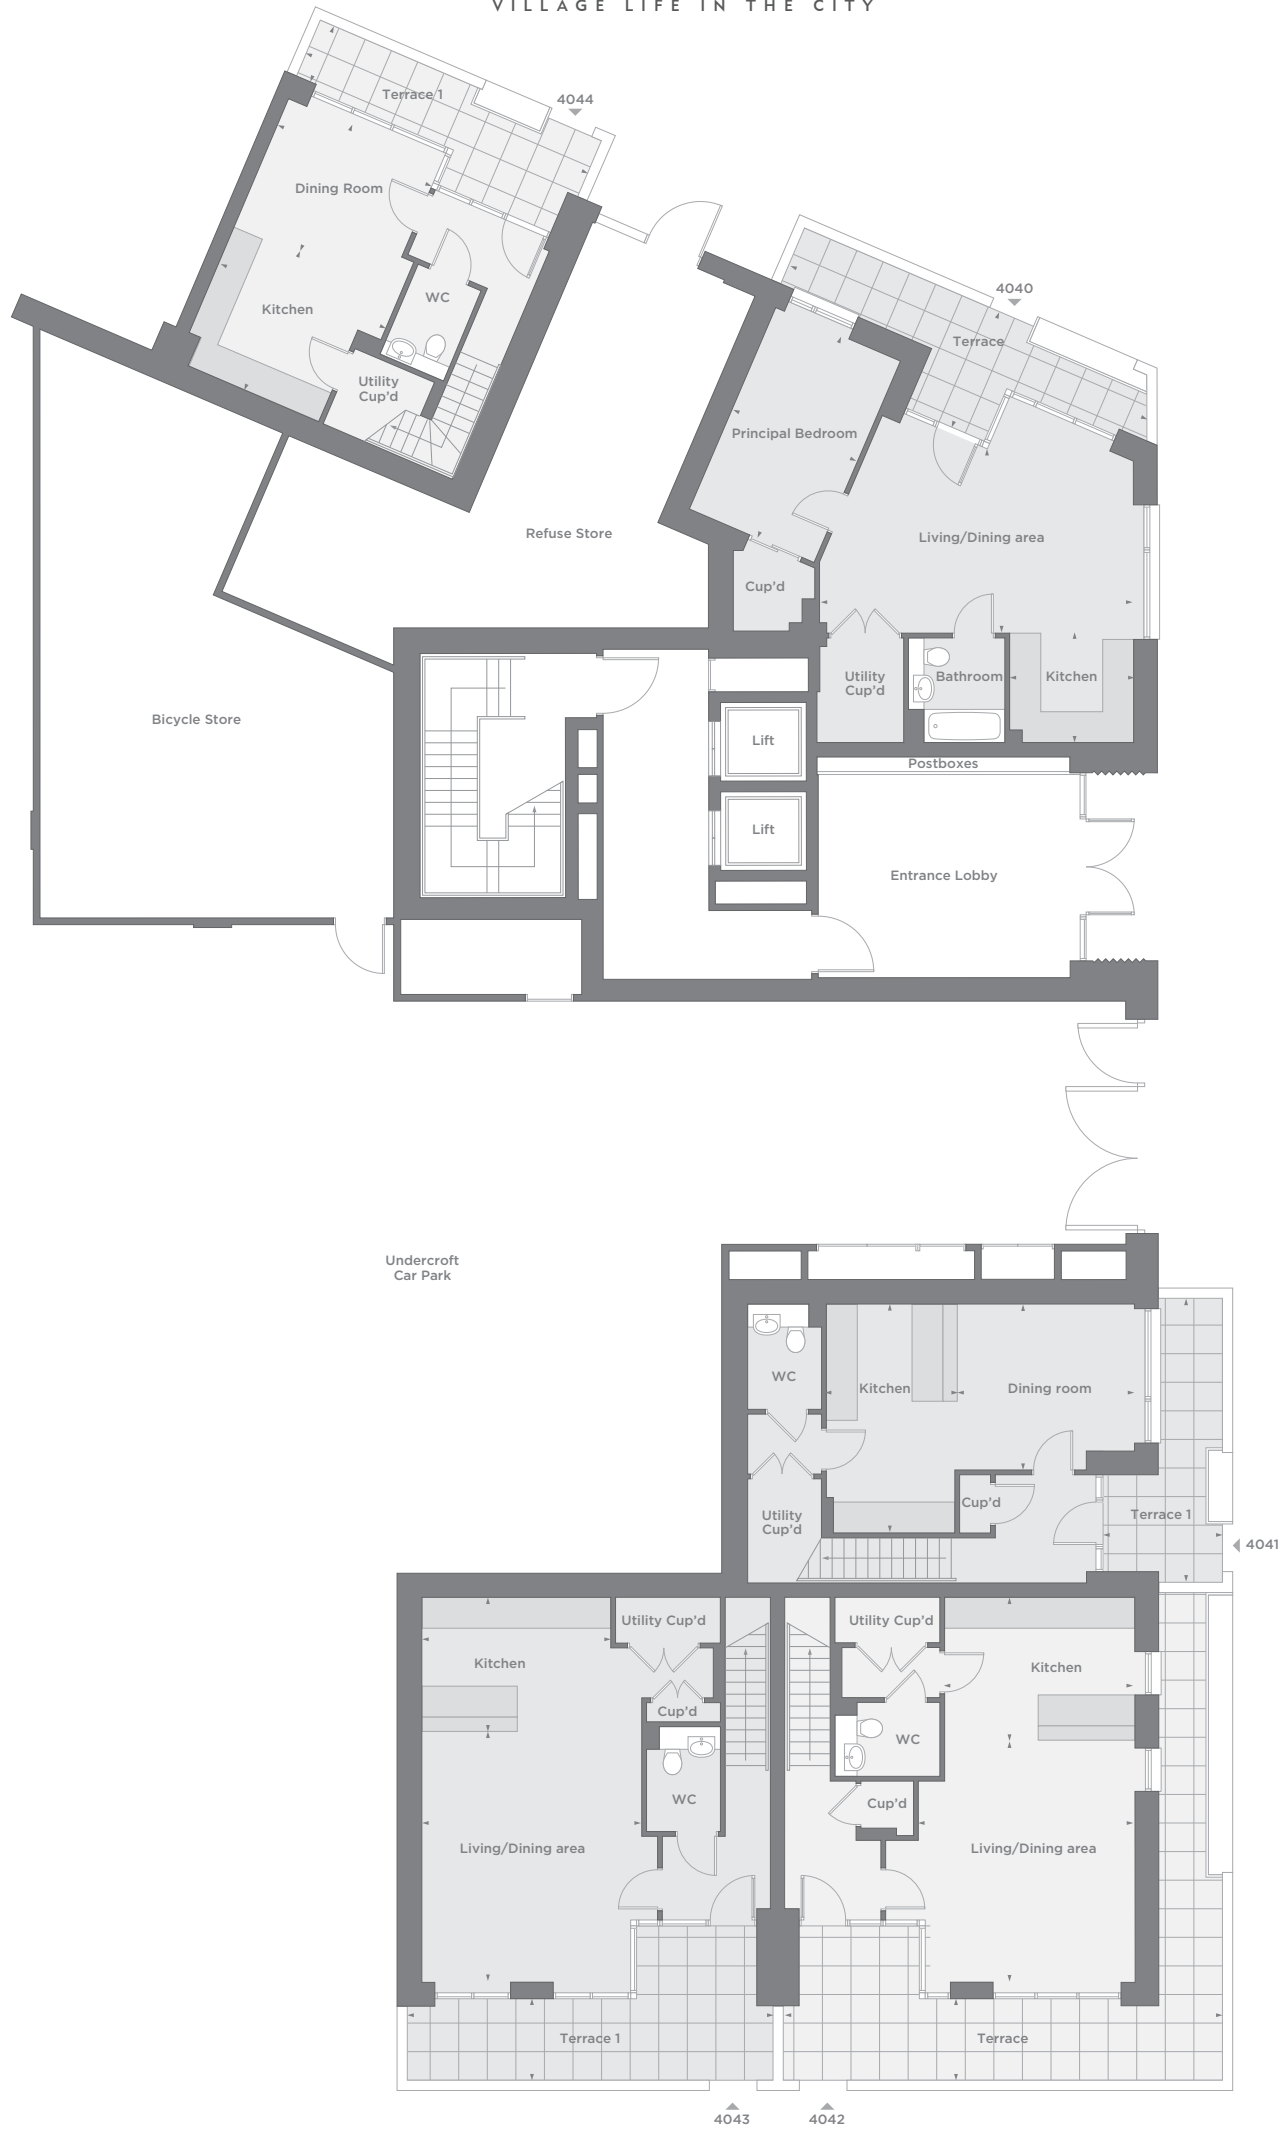 VILLAGE LIFE IN THE CITY
Terrace 1
4044
Dining Room
WC
Kitchen
Utility
Cup'd
4040
Terrace
Principal Bedroom
Living/Dining area
Refuse Store
Cup'd
Utility
Cup'd
Bathroom
Kitchen
Bicycle Store
Lift
Postboxes
Lift
Entrance Lobby
Undercroft
Car Park
WC
Kitchen
Dining room
Cup'd
Utility
Cup'd
Terrace 1
4041
Utility Cup'd
Utility Cup'd
Kitchen
Kitchen
Cup'd
WC
WC
Cup'd
Living/Dining area
Living/Dining area
Terrace 1
Terrace
4043
4042